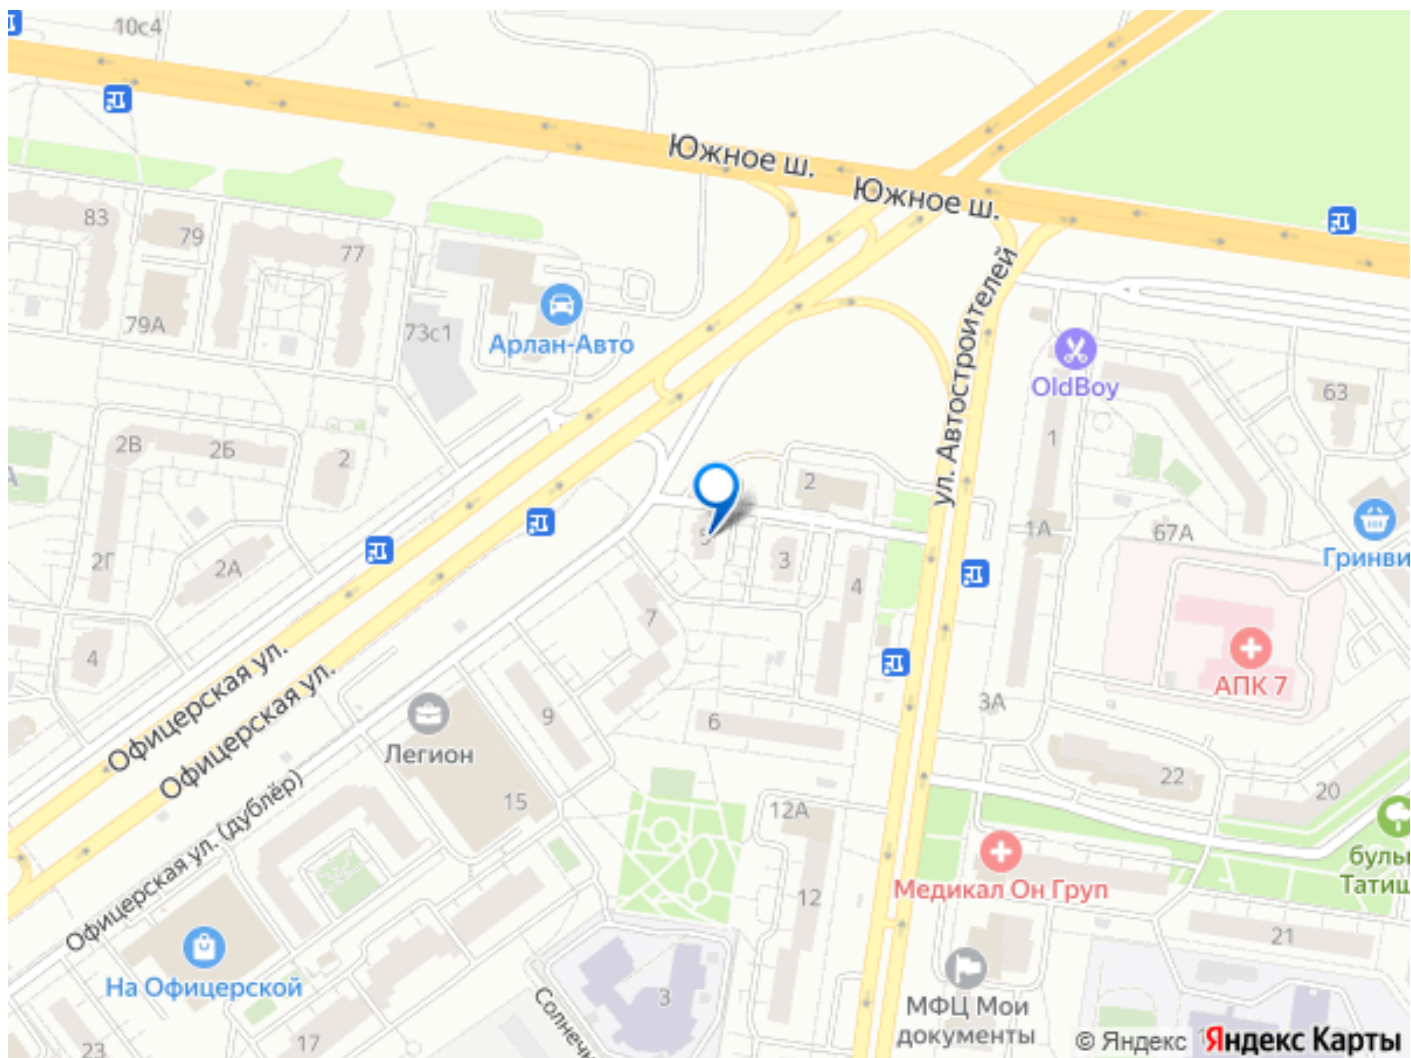 10с4
Южное ш.
Южное ш.
83
79
77
79А
73с1
Арлан-Авто
ул. Автостроителей
OldBoy
63
1
2В
2Б
2
2
1А
67А
Гринви
5
3
4
2Г
2А
7
4
АПК 7
Офицерская ул.
Офицерская ул.
3А
9
6
Легион
22
20
15
12А
буль
Татищ
Медикал Он Груп
Офицерская ул. (дублёр)
12
21
На Офицерской
3
МФЦ Мои
документы
Солнечн
17
23
© Яндекс Яндекс Карты